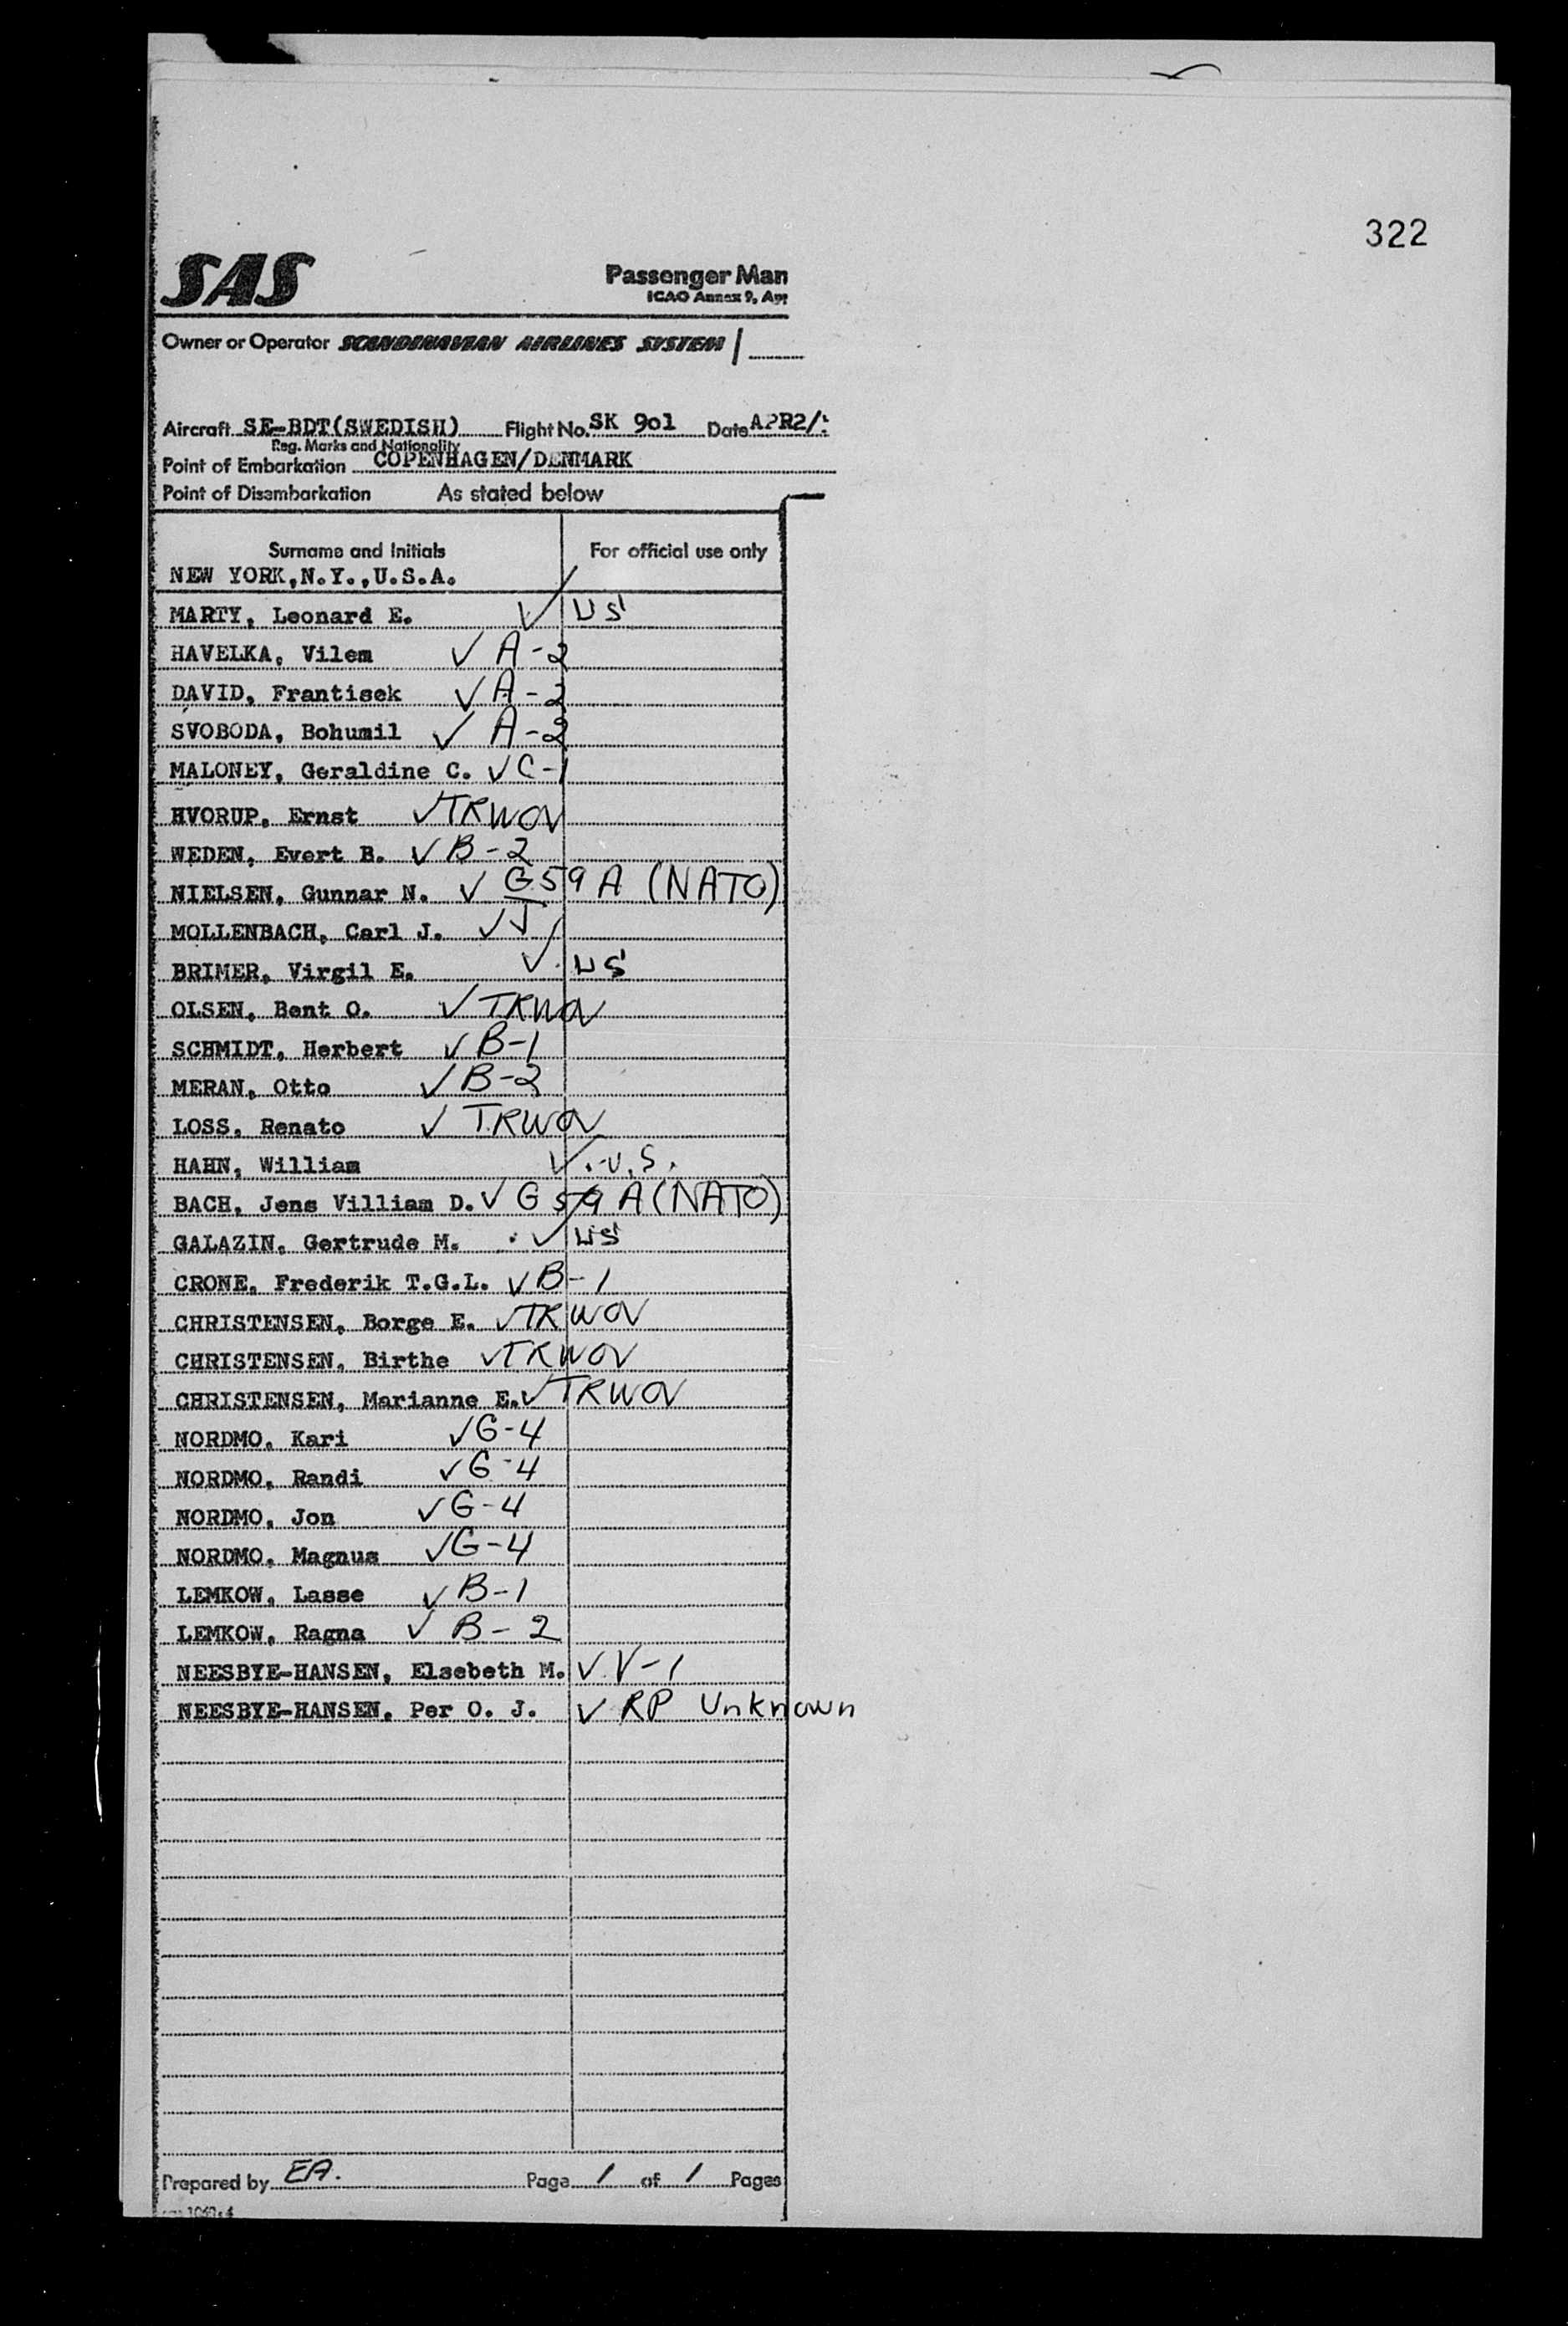 322
SAS
Passenger Man
ICAO Annex 9, Apr
Owner or Operator SCANDINAVIAN AIRLINES SYSTEM
Aircraft SE-BDT(SWEDISH) Flight No. SK 901 Date APR2/
Reg. Marks and Nationality
Point of Embarkation COPENHAGEN/DENMARK
Point of Disembarkation As stated below
Surname and Initials For official use only
NEW YORK,N.Y.,U.S.A.
MARTY, Leonard E. ✓ US
HAVELKA, Vilem ✓ A-2
DAVID, Frantisek ✓ A-2
SVOBODA, Bohumil ✓ A-2
MALONEY, Geraldine C. ✓ C-1
HVORUP, Ernst ✓ TRWOV
WEDEN, Evert B. ✓ B-2
NIELSEN, Gunnar N. ✓ G59A (NATO)
MOLLENBACH, Carl J. ✓
BRIMER, Virgil E. ✓ US
OLSEN, Bent O. ✓ TRWOV
SCHMIDT, Herbert ✓ B-1
MERAN, Otto ✓ B-2
LOSS, Renato ✓ TRWOV
HAHN, William ✓ U.S.
BACH, Jens Villiam D. ✓ G59A (NATO)
GALAZIN, Gertrude M. ✓ US
CRONE, Frederik T.G.L. ✓ B-1
CHRISTENSEN, Borge E. ✓ TRWOV
CHRISTENSEN, Birthe ✓ TRWOV
CHRISTENSEN, Marianne E. ✓ TRWOV
NORDMO, Kari ✓ G-4
NORDMO, Randi ✓ G-4
NORDMO, Jon ✓ G-4
NORDMO, Magnus ✓ G-4
LEMKOW, Lasse ✓ B-1
LEMKOW, Ragna ✓ B-2
NEESBYE-HANSEN, Elsebeth M. ✓ V-1
NEESBYE-HANSEN, Per O. J. ✓ RP Unknown
Prepared by EA. Page 1 of 1 Pages